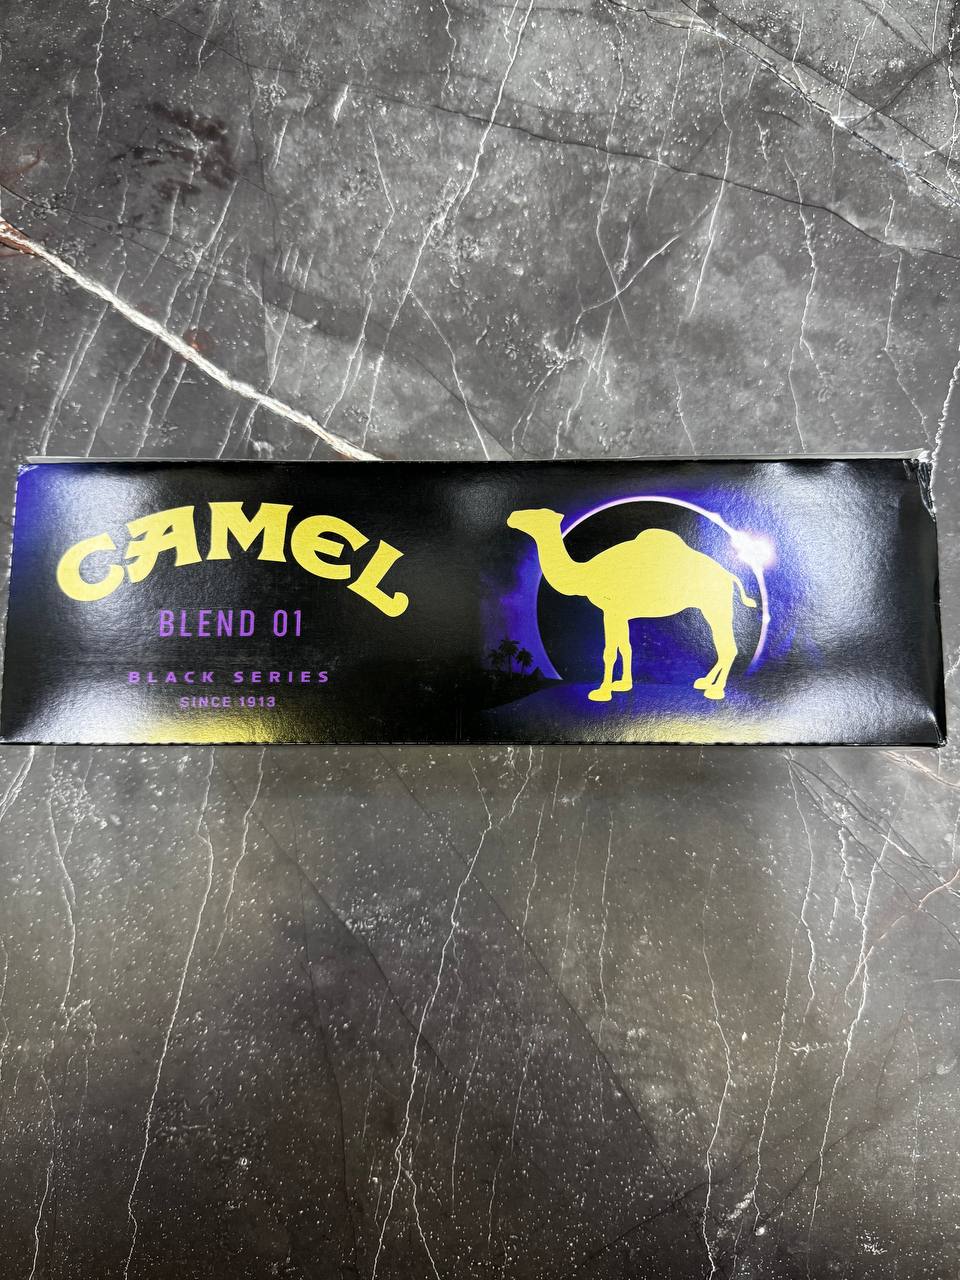 CAMEL
BLEND 01
BLACK SERIES
SINCE 1913